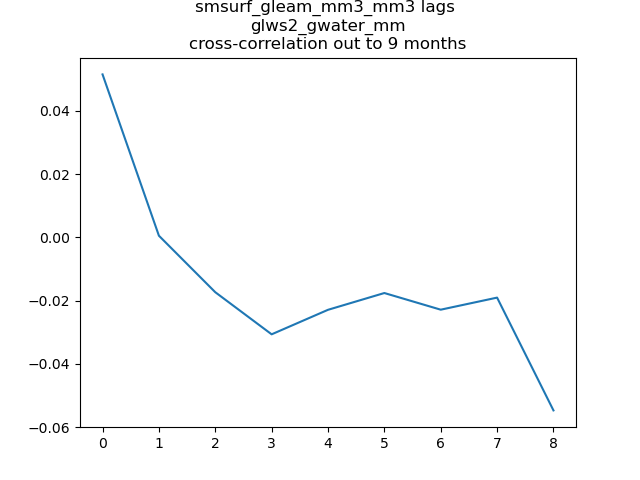 smsurf_gleam_mm3_mm3 lags
glws2_gwater_mm
cross-correlation out to 9 months
0.04
0.02
0.00
−0.02
−0.04
−0.06
0 1 2 3 4 5 6 7 8